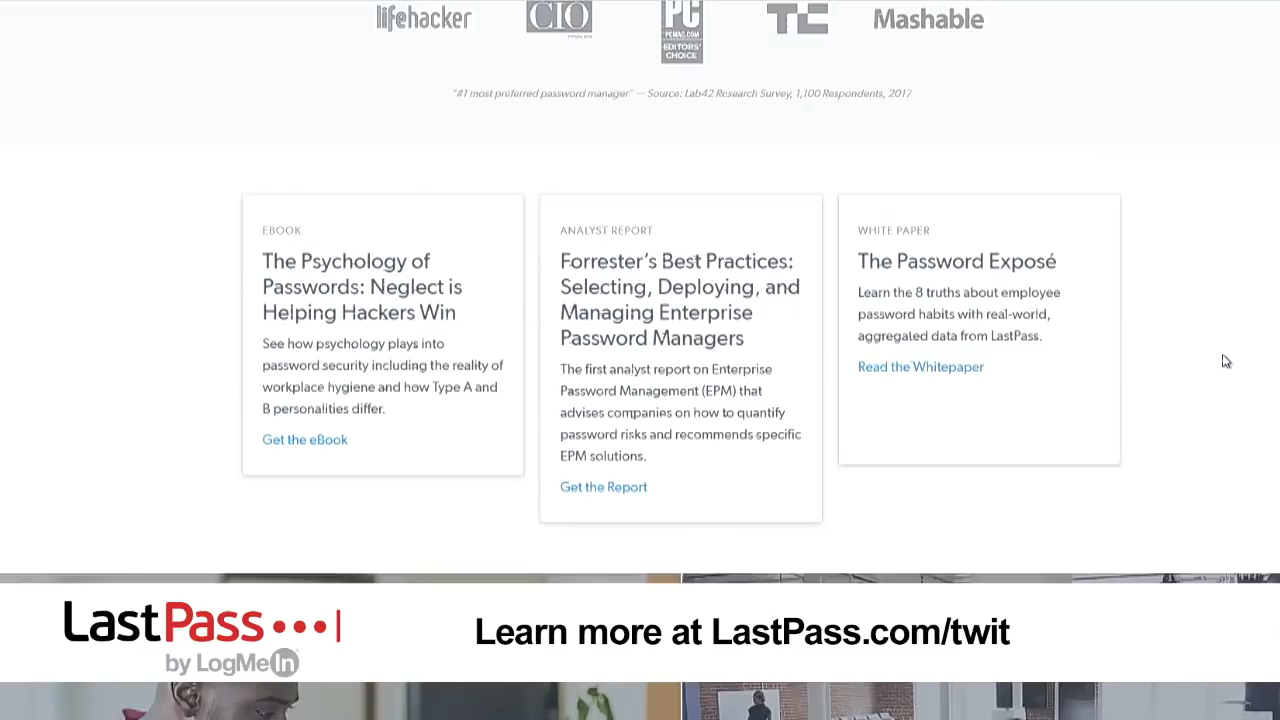 lifehacker
CIO
PC
PCMAG.COM
EDITORS'
CHOICE
TC
Mashable
"#1 most preferred password manager" — Source: Lab42 Research Survey, 1,100 Respondents, 2017
EBOOK
The Psychology of
Passwords: Neglect is
Helping Hackers Win
See how psychology plays into
password security including the reality of
workplace hygiene and how Type A and
B personalities differ.
Get the eBook
ANALYST REPORT
Forrester's Best Practices:
Selecting, Deploying, and
Managing Enterprise
Password Managers
The first analyst report on Enterprise
Password Management (EPM) that
advises companies on how to quantify
password risks and recommends specific
EPM solutions.
Get the Report
WHITE PAPER
The Password Exposé
Learn the 8 truths about employee
password habits with real-world,
aggregated data from LastPass.
Read the Whitepaper
LastPass
by LogMeIn
Learn more at LastPass.com/twit